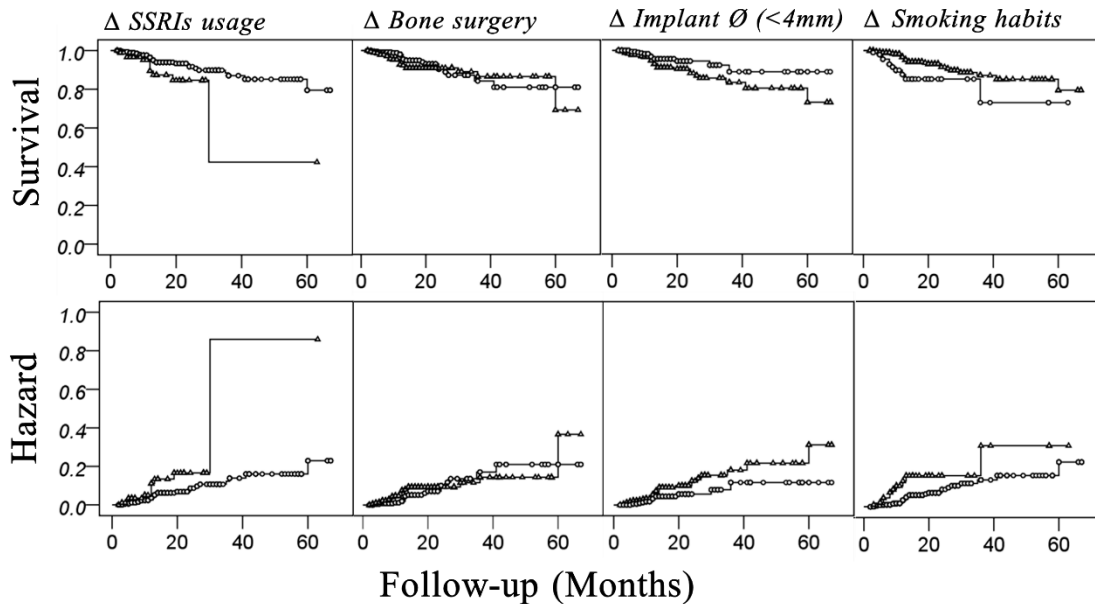 Δ SSRIs usage
Δ Bone surgery
Δ Implant Ø (<4mm)
Δ Smoking habits
Survival
1.0
0.8
0.6
0.4
0.2
0.0
0 20 40 60
0 20 40 60
0 20 40 60
0 20 40 60
Hazard
1.0
0.8
0.6
0.4
0.2
0.0
0 20 40 60
0 20 40 60
0 20 40 60
0 20 40 60
Follow-up (Months)